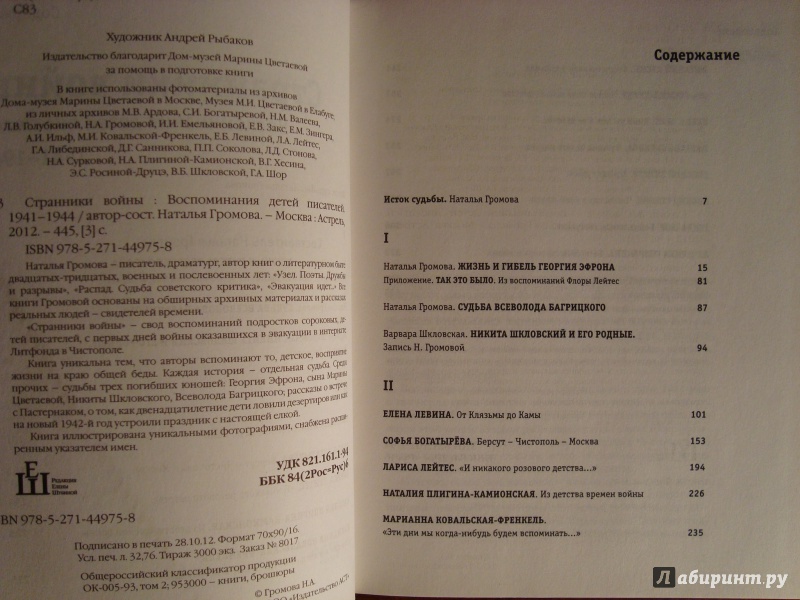 С83
Художник Андрей Рыбаков
Издательство благодарит Дом-музей Марины Цветаевой
за помощь в подготовке книги
В книге использованы фотоматериалы из архивов
Дома-музея Марины Цветаевой в Москве, Музея М.И. Цветаевой в Елабуге,
из личных архивов М.В. Ардова, С.И. Богатыревой, Н.М. Валеева,
Л.В. Голубкиной, Н.А. Громовой, И.И. Емельяновой, Е.В. Закс, Е.М. Зингера,
А.И. Ильф, М.И. Ковальской-Френкель, Е.Б. Левиной, Л.А. Лейтес,
Г.А. Либединской, Д.Г. Санникова, П.П. Соколова, Л.Д. Стонова,
Н.А. Сурковой, Н.А. Плигиной-Камионской, В.Г. Хесина,
Э.С. Росиной-Друцэ, В.В. Шкловской, Г.А. Шор
Странники войны : Воспоминания детей писателей.
1941–1944 / автор-сост. Наталья Громова. – Москва : Астрель,
2012. – 445, [3] с.
ISBN 978-5-271-44975-8
Наталья Громова – писатель, драматург, автор книг о литературном быте
двадцатых-тридцатых, военных и послевоенных лет: «Узел. Поэты. Дружбы
и разрывы», «Распад. Судьба советского критика», «Эвакуация идет..» Все
книги Громовой основаны на обширных архивных материалах и рассказах
реальных людей – свидетелей времени.
«Странники войны» – свод воспоминаний подростков сороковых,
детей писателей, с первых дней войны оказавшихся в эвакуации в интернате
Литфонда в Чистополе.
Книга уникальна тем, что авторы вспоминают то, детское, восприятие
жизни на краю общей беды. Каждая история – отдельная судьба. Среди
прочих – судьбы трех погибших юношей: Георгия Эфрона, сына Марины
Цветаевой, Никиты Шкловского, Всеволода Багрицкого; рассказы о встрече
с Пастернаком, о том, как двенадцатилетние дети ловили дезертиров или как
на новый 1942-й год устроили праздник с настоящей елкой.
Книга иллюстрирована уникальными фотографиями, снабжена расширенным указателем имен.
УДК 821.161.1-94
ББК 84(2Рос=Рус)6
Редакция
Елены
Шубиной
ISBN 978-5-271-44975-8
Подписано в печать 28.10.12. Формат 70х90/16.
Усл. печ. л. 32,76. Тираж 3000 экз. Заказ № 8017
Общероссийский классификатор продукции
ОК-005-93, том 2; 953000 – книги, брошюры
© Громова Н.А.
ООО «Издательство АСТ»
Содержание
Исток судьбы. Наталья Громова 7
I
Наталья Громова. ЖИЗНЬ И ГИБЕЛЬ ГЕОРГИЯ ЭФРОНА 15
Приложение. ТАК ЭТО БЫЛО. Из воспоминаний Флоры Лейтес 81
Наталья Громова. СУДЬБА ВСЕВОЛОДА БАГРИЦКОГО 87
Варвара Шкловская. НИКИТА ШКЛОВСКИЙ И ЕГО РОДНЫЕ.
Запись Н. Громовой 94
II
ЕЛЕНА ЛЕВИНА. От Клязьмы до Камы 101
СОФЬЯ БОГАТЫРЁВА. Берсут – Чистополь – Москва 153
ЛАРИСА ЛЕЙТЕС. «И никакого розового детства...» 194
НАТАЛИЯ ПЛИГИНА-КАМИОНСКАЯ. Из детства времен войны 226
МАРИАННА КОВАЛЬСКАЯ-ФРЕНКЕЛЬ.
«Эти дни мы когда-нибудь будем вспоминать...» 235
Лабиринт.ру